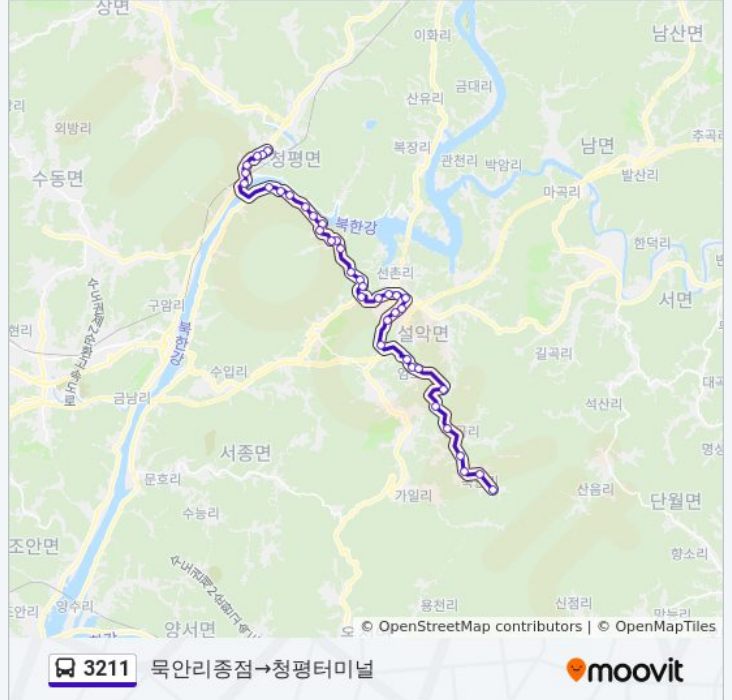 상면
이화리
남산면
금대리
산유리
외방리
복장리
관천리
박암리
남면
발산리
추곡리
수동면
청평면
마곡리
북한강
한덕리
선촌리
서면
구암리
북한강
설악면
길곡리
수입리
금남리
석산리
서종면
문호리
가일리
산음리
단월면
수능리
조안면
향소리
양수리
용천리
신점리
양서면
© OpenStreetMap contributors | © OpenMapTiles
3211
묵안리종점→청평터미널
moovit